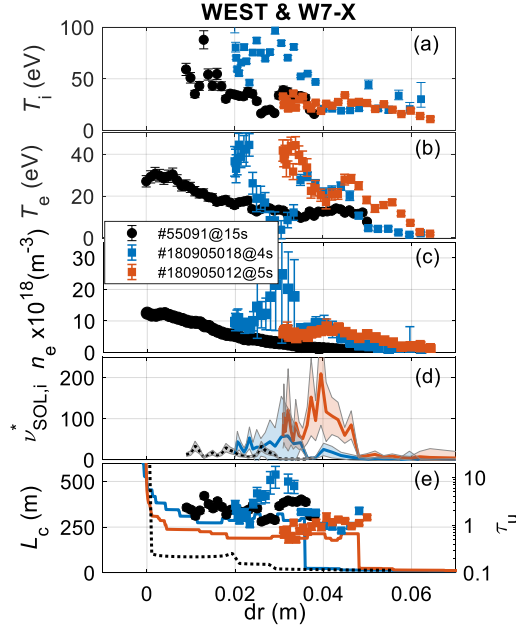 WEST & W7-X
(a)
100
50
0
T_i (eV)
(b)
40
20
0
T_e (eV)
#55091@15s
#180905018@4s
#180905012@5s
(c)
30
20
10
0
n_e x10^18(m^-3)
(d)
200
100
0
ν*_SOL,i
(e)
500
250
0
L_c (m)
10
1
0.1
τ_u
0
0.02
0.04
0.06
dr (m)